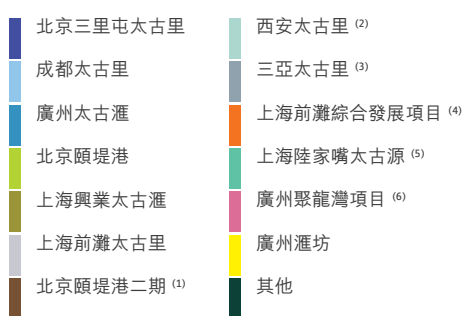 北京三里屯太古里
成都太古里
廣州太古滙
北京頤堤港
上海興業太古滙
上海前灘太古里
北京頤堤港二期 (1)
西安太古里 (2)
三亞太古里 (3)
上海前灘綜合發展項目 (4)
上海陸家嘴太古源 (5)
廣州聚龍灣項目 (6)
廣州滙坊
其他